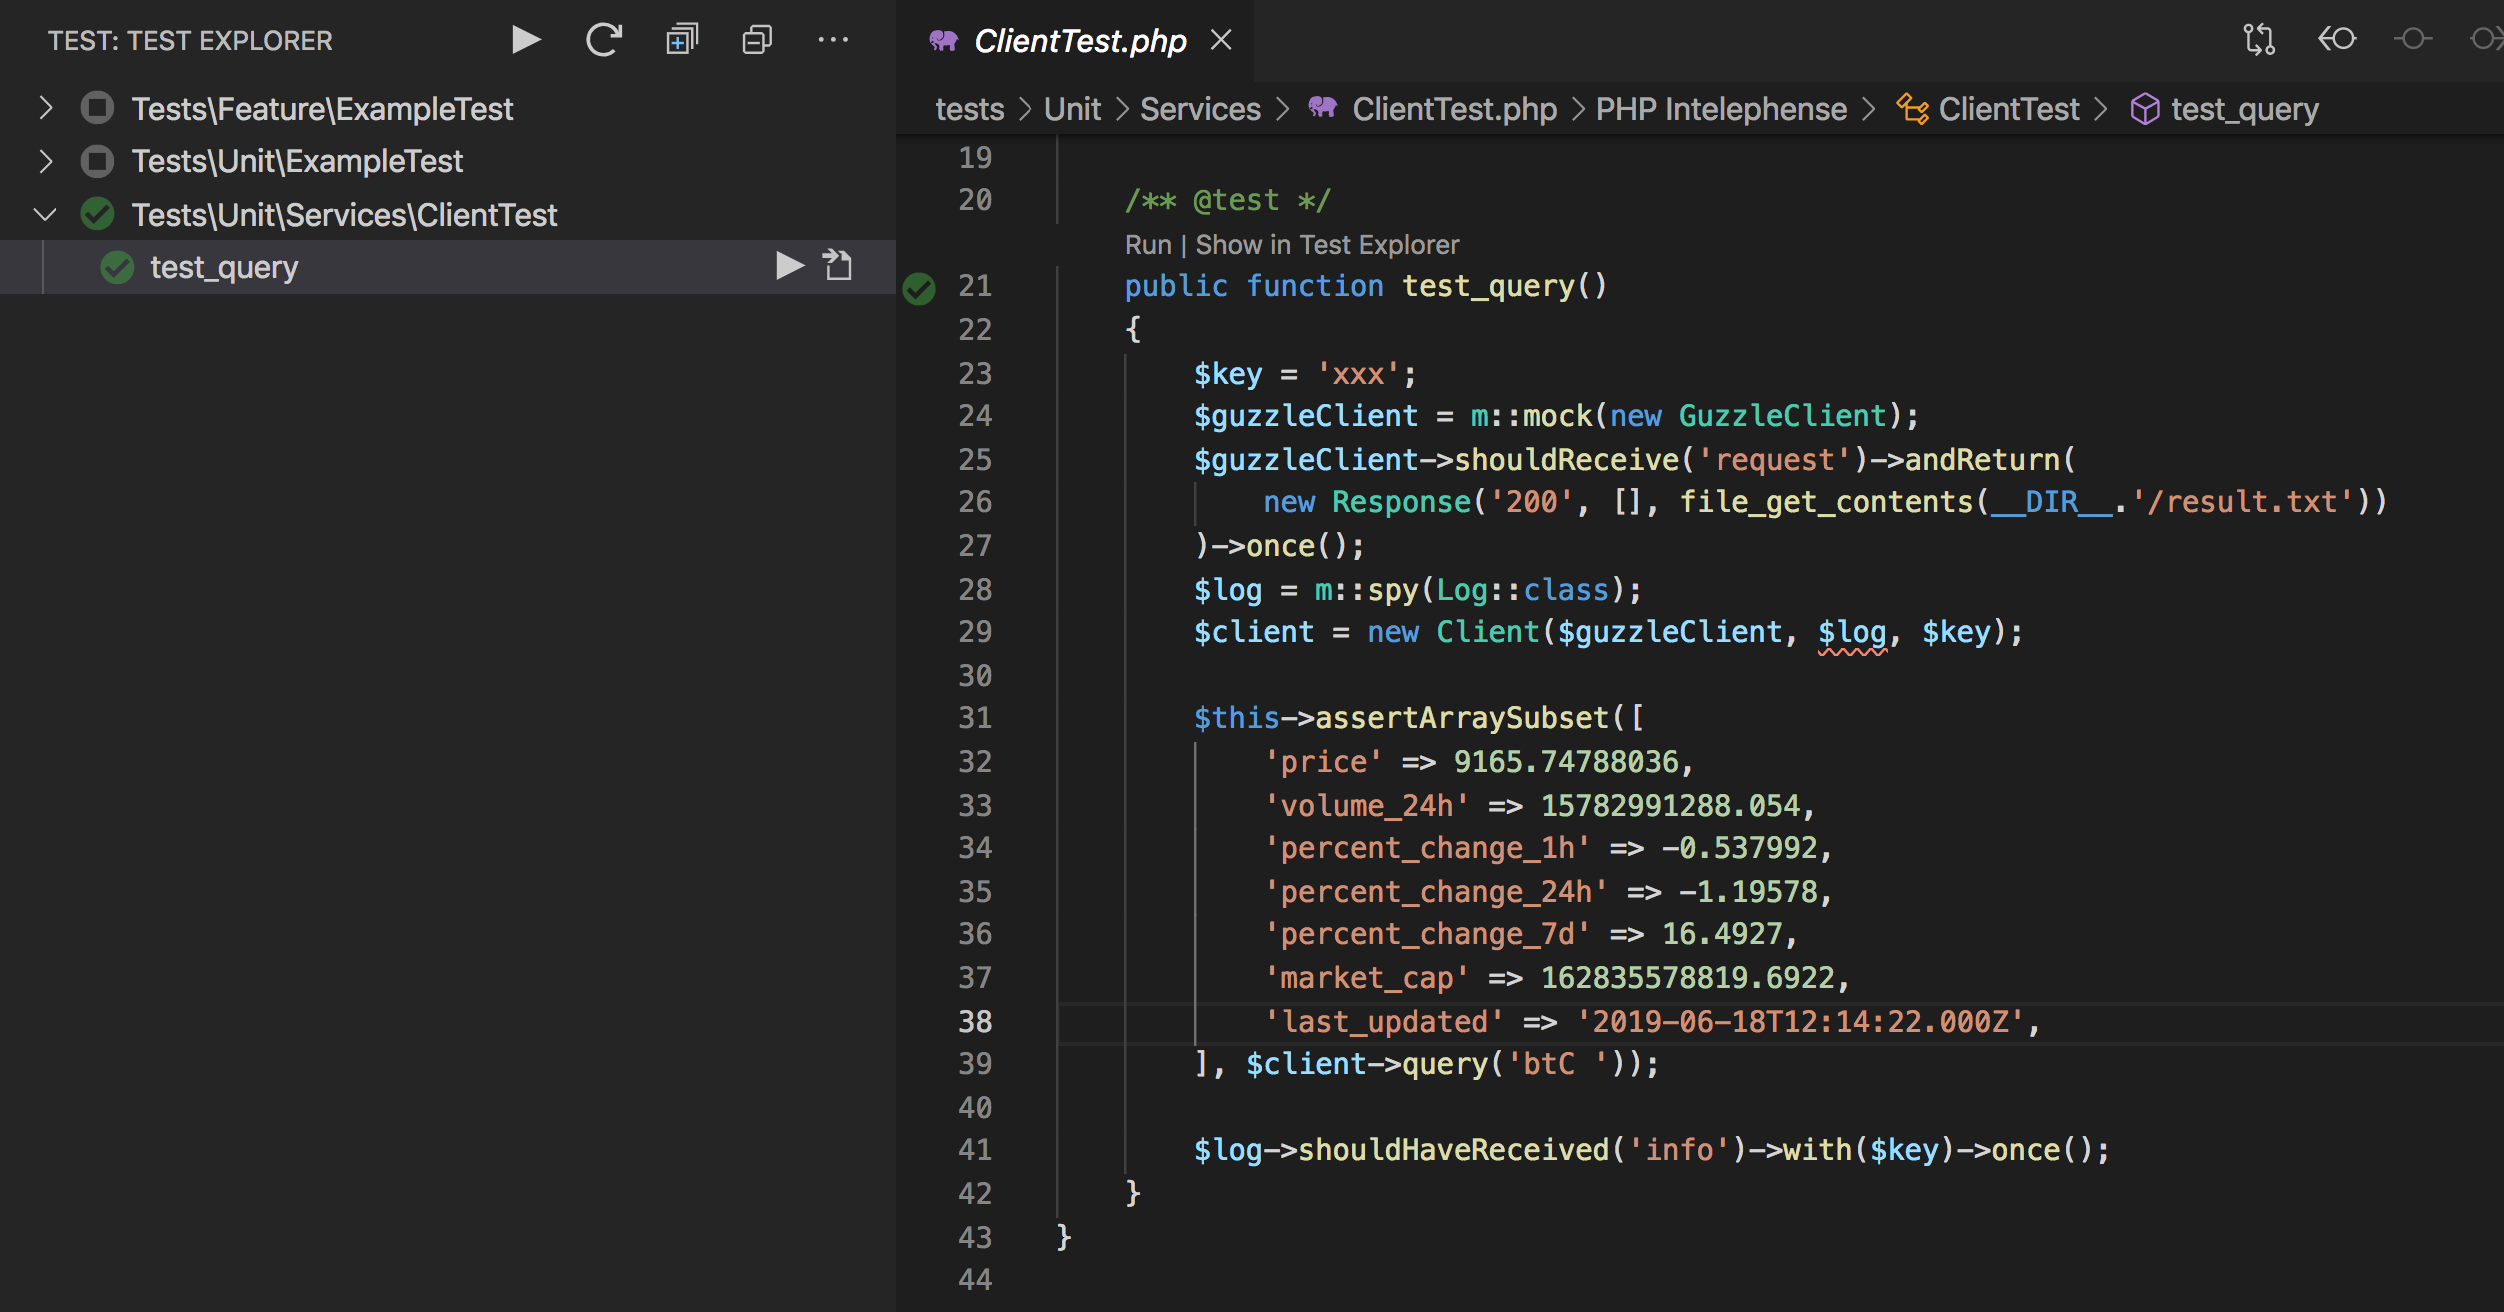 TEST: TEST EXPLORER
Tests\Feature\ExampleTest
Tests\Unit\ExampleTest
Tests\Unit\Services\ClientTest
test_query
ClientTest.php
tests > Unit > Services > ClientTest.php > PHP Intelephense > ClientTest > test_query
19
20 /** @test */
Run | Show in Test Explorer
21 public function test_query()
22 {
23 $key = 'xxx';
24 $guzzleClient = m::mock(new GuzzleClient);
25 $guzzleClient->shouldReceive('request')->andReturn(
26 new Response('200', [], file_get_contents(__DIR__.'/result.txt'))
27 )->once();
28 $log = m::spy(Log::class);
29 $client = new Client($guzzleClient, $log, $key);
30
31 $this->assertArraySubset([
32 'price' => 9165.74788036,
33 'volume_24h' => 15782991288.054,
34 'percent_change_1h' => -0.537992,
35 'percent_change_24h' => -1.19578,
36 'percent_change_7d' => 16.4927,
37 'market_cap' => 162835578819.6922,
38 'last_updated' => '2019-06-18T12:14:22.000Z',
39 ], $client->query('btC '));
40
41 $log->shouldHaveReceived('info')->with($key)->once();
42 }
43 }
44